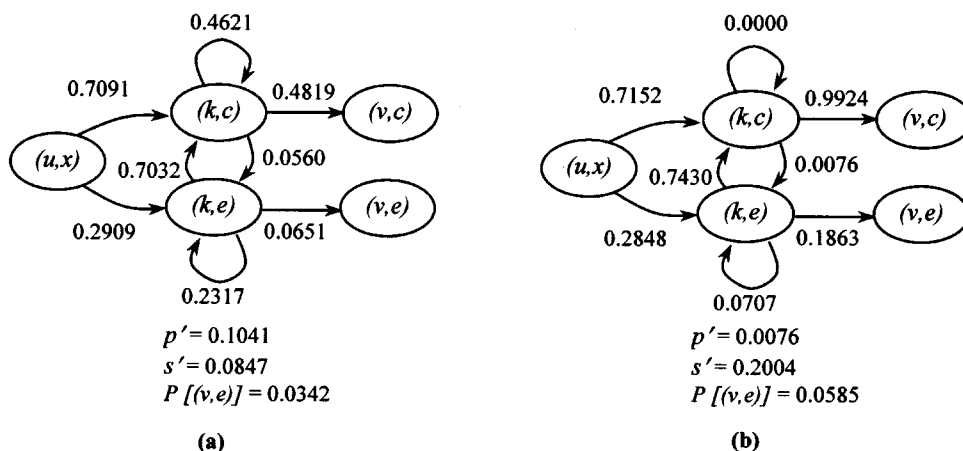 0.4621
0.7091
(k,c)
0.4819
(v,c)
(u,x)
0.7032
0.0560
(k,e)
(v,e)
0.2909
0.0651
0.2317
p′= 0.1041
s′= 0.0847
P [(v,e)] = 0.0342
(a)
0.0000
0.7152
(k,c)
0.9924
(v,c)
(u,x)
0.7430
0.0076
(k,e)
(v,e)
0.2848
0.1863
0.0707
p′= 0.0076
s′= 0.2004
P [(v,e)] = 0.0585
(b)